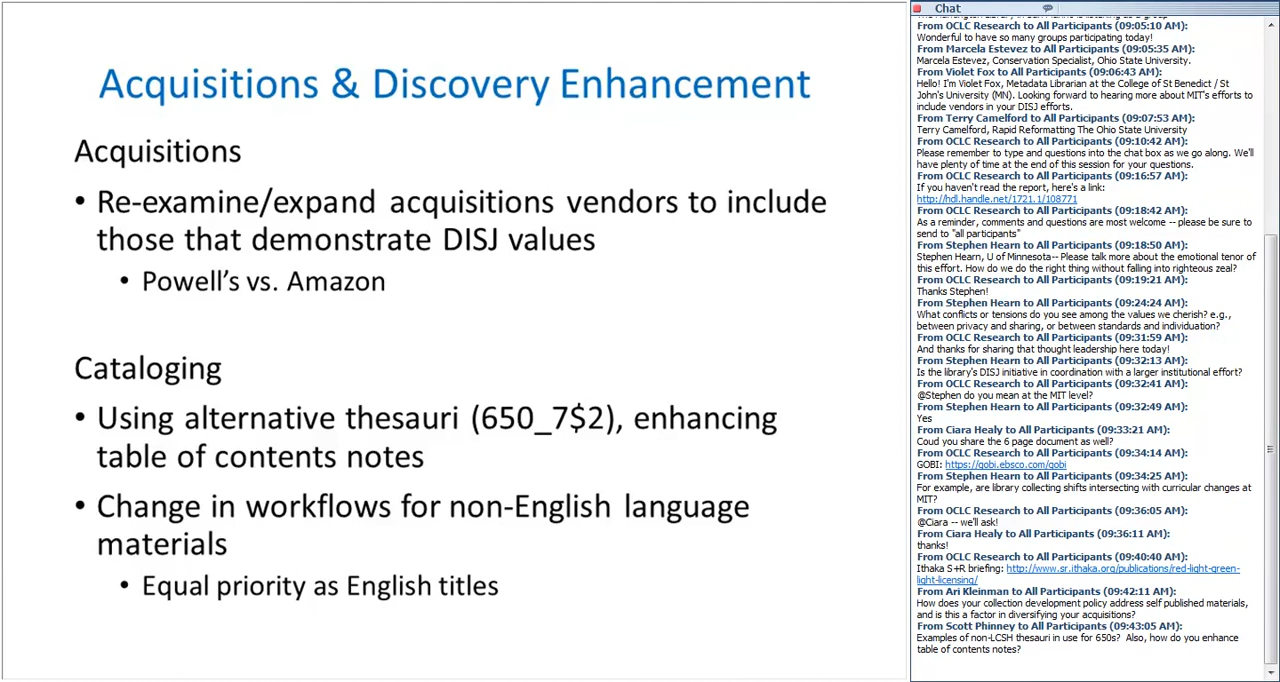 Acquisitions & Discovery Enhancement
Acquisitions
• Re-examine/expand acquisitions vendors to include
those that demonstrate DISJ values
• Powell's vs. Amazon
Cataloging
• Using alternative thesauri (650_7$2), enhancing
table of contents notes
• Change in workflows for non-English language
materials
• Equal priority as English titles
Chat
From OCLC Research to All Participants (09:05:10 AM):
Wonderful to have so many groups participating today!
From Marcela Estevez to All Participants (09:05:35 AM):
Marcela Estevez, Conservation Specialist, Ohio State University.
From Violet Fox to All Participants (09:06:43 AM):
Hello! I'm Violet Fox, Metadata Librarian at the College of St Benedict / St
John's University (MN). Looking forward to hearing more about MIT's efforts to
include vendors in your DISJ efforts.
From Terry Camelford to All Participants (09:07:53 AM):
Terry Camelford, Rapid Reformatting The Ohio State University
From OCLC Research to All Participants (09:10:42 AM):
Please remember to type and questions into the chat box as we go along. We'll
have plenty of time at the end of this session for your questions.
From OCLC Research to All Participants (09:16:57 AM):
If you haven't read the report, here's a link:
http://hdl.handle.net/1721.1/108771
From OCLC Research to All Participants (09:18:42 AM):
As a reminder, comments and questions are most welcome -- please be sure to
send to "all participants"
From Stephen Hearn to All Participants (09:18:50 AM):
Stephen Hearn, U of Minnesota-- Please talk more about the emotional tenor of
this effort. How do we do the right thing without falling into righteous zeal?
From OCLC Research to All Participants (09:19:21 AM):
Thanks Stephen!
From Stephen Hearn to All Participants (09:24:24 AM):
What conflicts or tensions do you see among the values we cherish? e.g.,
between privacy and sharing, or between standards and individuation?
From OCLC Research to All Participants (09:31:59 AM):
And thanks for sharing that thought leadership here today!
From Stephen Hearn to All Participants (09:32:13 AM):
Is the library's DISJ initiative in coordination with a larger institutional effort?
From OCLC Research to All Participants (09:32:41 AM):
@Stephen do you mean at the MIT level?
From Stephen Hearn to All Participants (09:32:49 AM):
Yes
From Ciara Healy to All Participants (09:33:21 AM):
Coud you share the 6 page document as well?
From OCLC Research to All Participants (09:34:14 AM):
GOBI: https://gobi.ebsco.com/gobi
From Stephen Hearn to All Participants (09:34:25 AM):
For example, are library collecting shifts intersecting with curricular changes at
MIT?
From OCLC Research to All Participants (09:36:05 AM):
@Ciara -- we'll ask!
From Ciara Healy to All Participants (09:36:11 AM):
thanks!
From OCLC Research to All Participants (09:40:40 AM):
Ithaka S+R briefing: http://www.sr.ithaka.org/publications/red-light-green-
light-licensing/
From Ari Kleinman to All Participants (09:42:11 AM):
How does your collection development policy address self published materials,
and is this a factor in diversifying your acquisitions?
From Scott Phinney to All Participants (09:43:05 AM):
Examples of non-LCSH thesauri in use for 650s? Also, how do you enhance
table of contents notes?